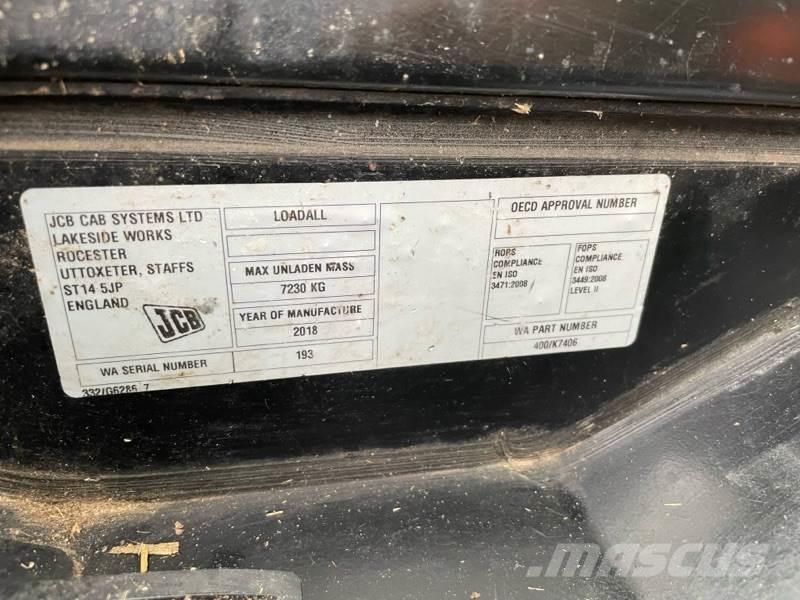 JCB CAB SYSTEMS LTD
LAKESIDE WORKS
ROCESTER
UTTOXETER, STAFFS
ST14 5JP
ENGLAND
JCB
WA SERIAL NUMBER
332/G6286 7
LOADALL
MAX UNLADEN MASS
7230 KG
YEAR OF MANUFACTURE
2018
193
OECD APPROVAL NUMBER
ROPS
COMPLIANCE
EN ISO
3471:2008
FOPS
COMPLIANCE
EN ISO
3449:2008
LEVEL II
WA PART NUMBER
400/K7406
MASCUS